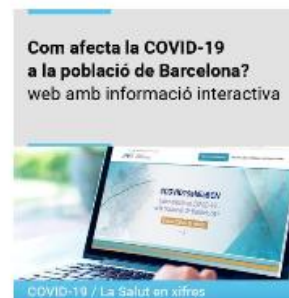 Com afecta la COVID-19
a la població de Barcelona?
web amb informació interactiva
COVID-19 / La Salut en xifres